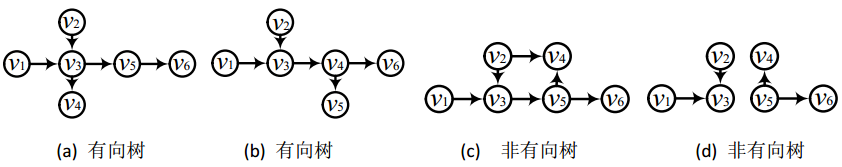 v2 v2 v2 v4 v2 v4
v1 v3 v5 v6 v1 v3 v4 v6 v1 v3 v5 v6 v1 v3 v5 v6
v4 v5
(a) 有向树 (b) 有向树 (c) 非有向树 (d) 非有向树